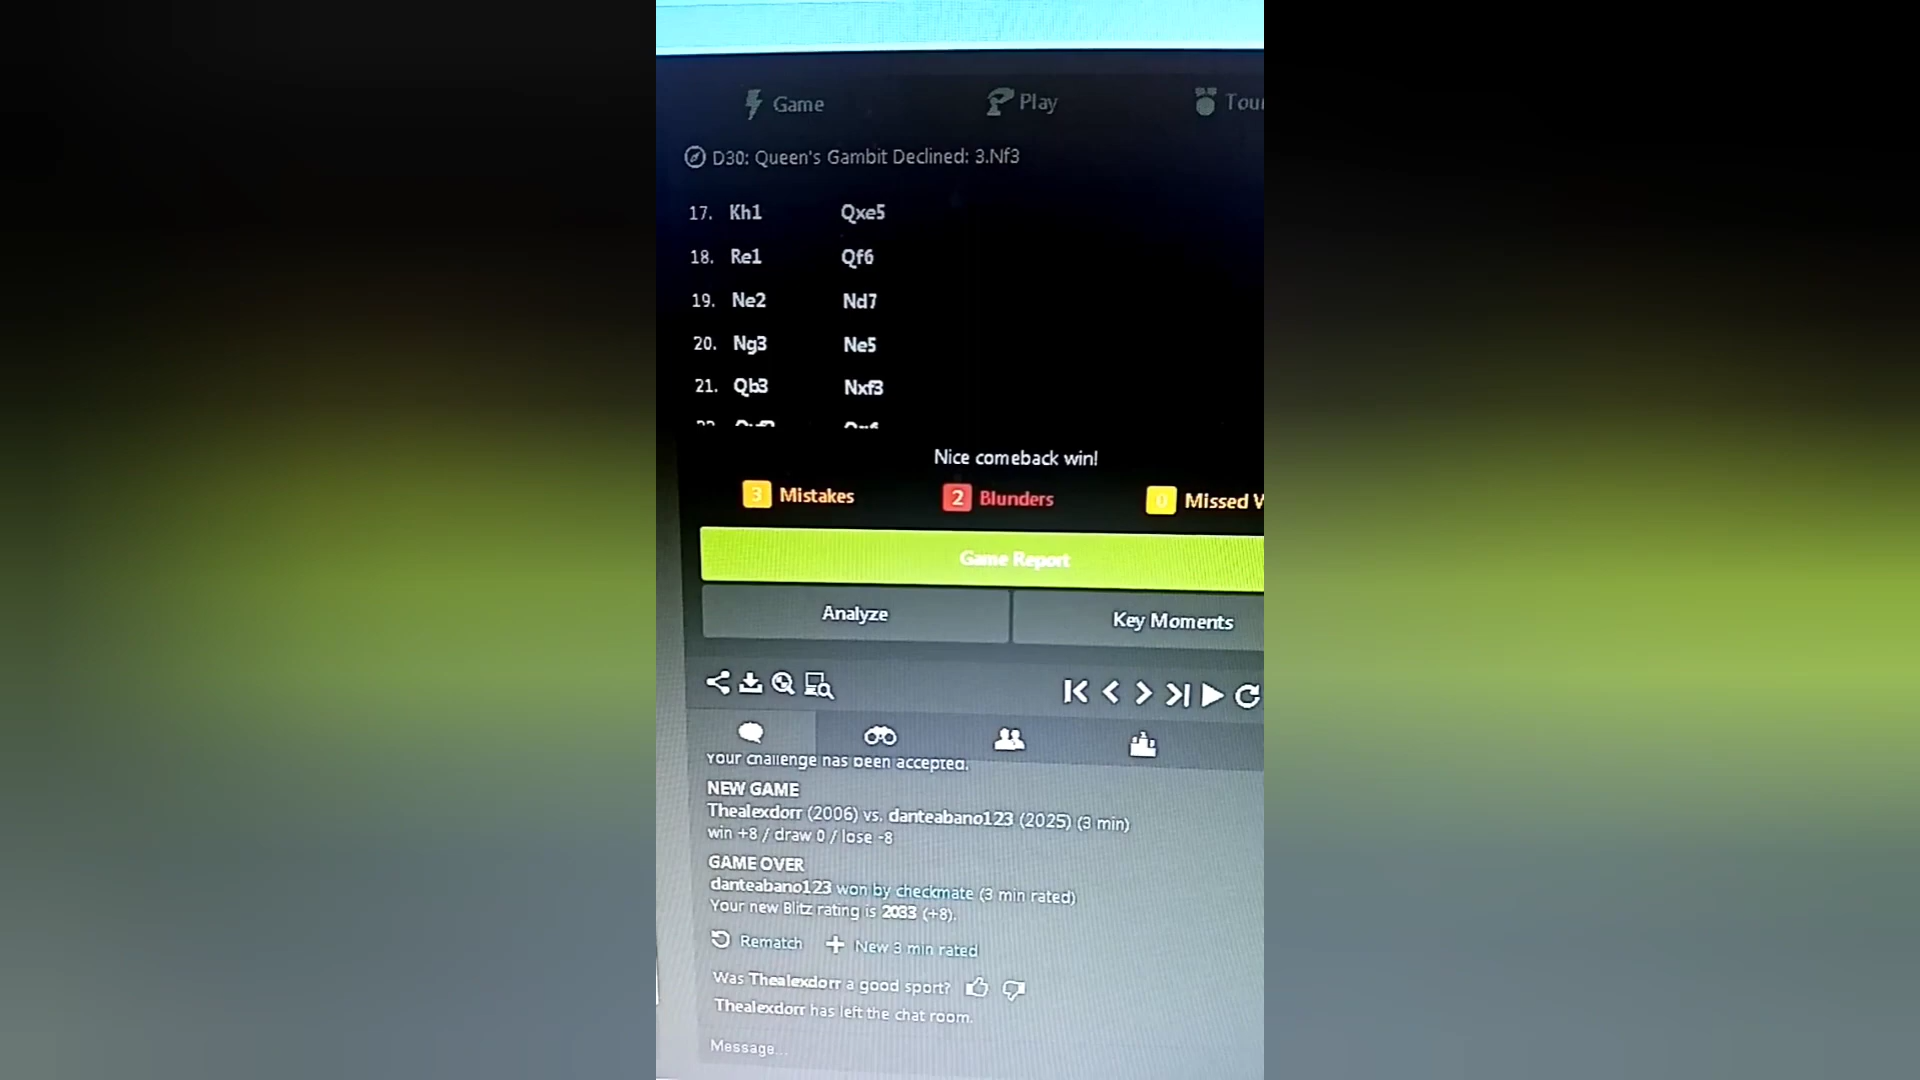 Game Play
D30: Queen's Gambit Declined: 3.Nf3
17. Kh1 Qxe5
18. Re1 Qf6
19. Ne2 Nd7
20. Ng3 Ne5
21. Qb3 Nxf3
Nice comeback win!
3 Mistakes 2 Blunders 0 Missed
Game Report
Analyze Key Moments
Your challenge has been accepted.
NEW GAME
Thealexdorr (2006) vs. danteabano123 (2025) (3 min)
win +8 / draw 0 / lose -8
GAME OVER
danteabano123 won by checkmate (3 min rated)
Your new Blitz rating is 2033 (+8).
Rematch + New 3 min rated
Was Thealexdorr a good sport?
Thealexdorr has left the chat room.
Message...